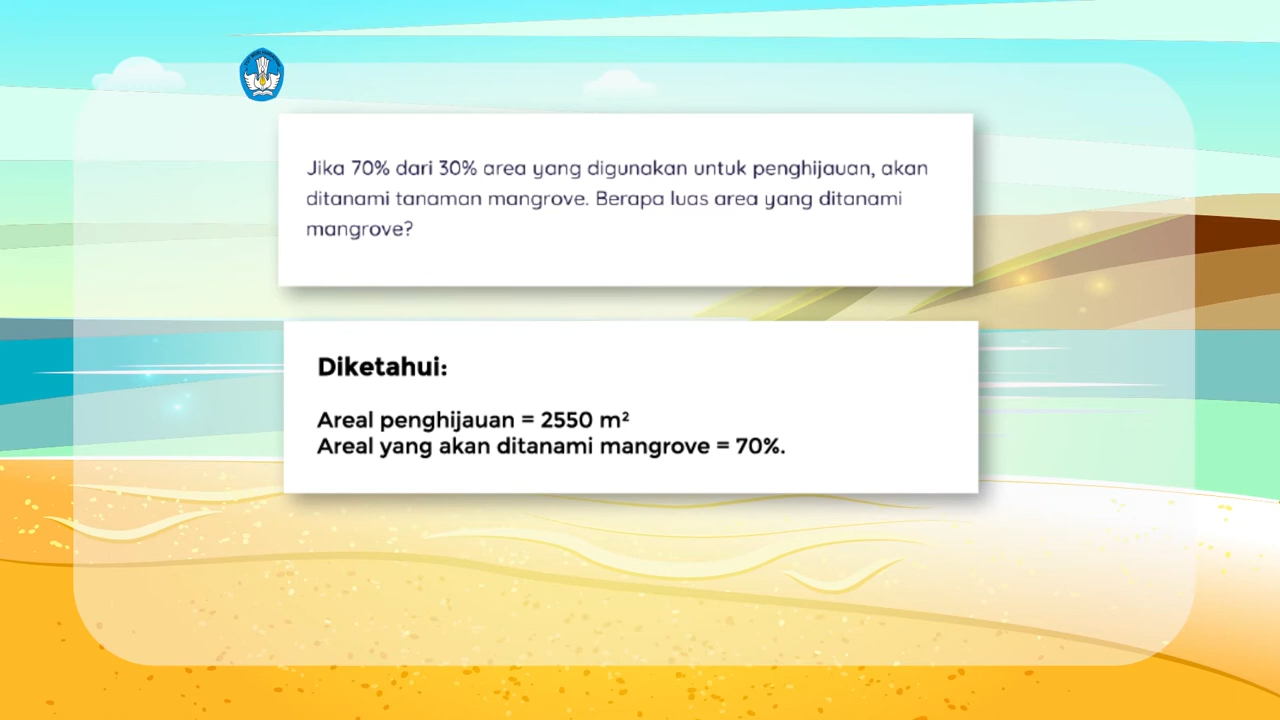 Jika 70% dari 30% area yang digunakan untuk penghijauan, akan
ditanami tanaman mangrove. Berapa luas area yang ditanami
mangrove?
Diketahui:
Areal penghijauan = 2550 m²
Areal yang akan ditanami mangrove = 70%.